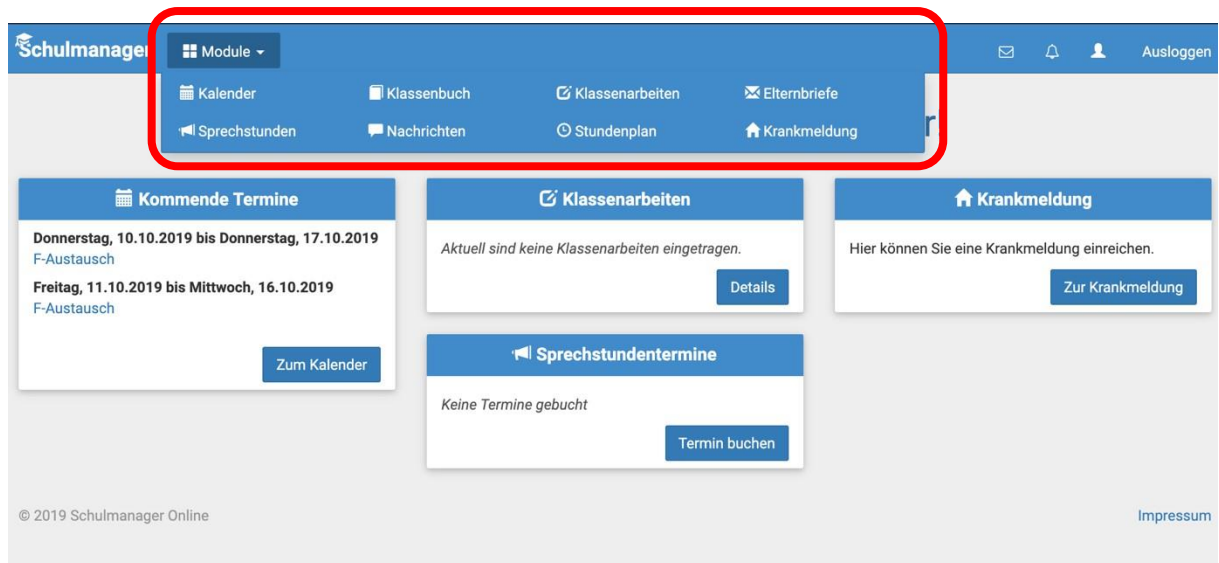 Schulmanager Module Ausloggen
Kalender Klassenbuch Klassenarbeiten Elternbriefe
Sprechstunden Nachrichten Stundenplan Krankmeldung
Kommende Termine
Donnerstag, 10.10.2019 bis Donnerstag, 17.10.2019
F-Austausch
Freitag, 11.10.2019 bis Mittwoch, 16.10.2019
F-Austausch
Zum Kalender
Klassenarbeiten
Aktuell sind keine Klassenarbeiten eingetragen.
Details
Sprechstundentermine
Keine Termine gebucht
Termin buchen
Krankmeldung
Hier können Sie eine Krankmeldung einreichen.
Zur Krankmeldung
© 2019 Schulmanager Online Impressum